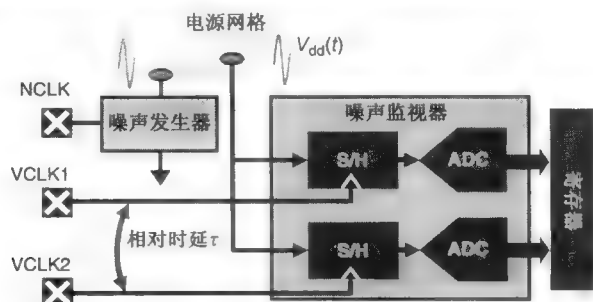 电源网格
Vdd(t)
NCLK
噪声发生器
噪声监视器
S/H
ADC
VCLK1
相对时延τ
S/H
ADC
VCLK2
寄存器